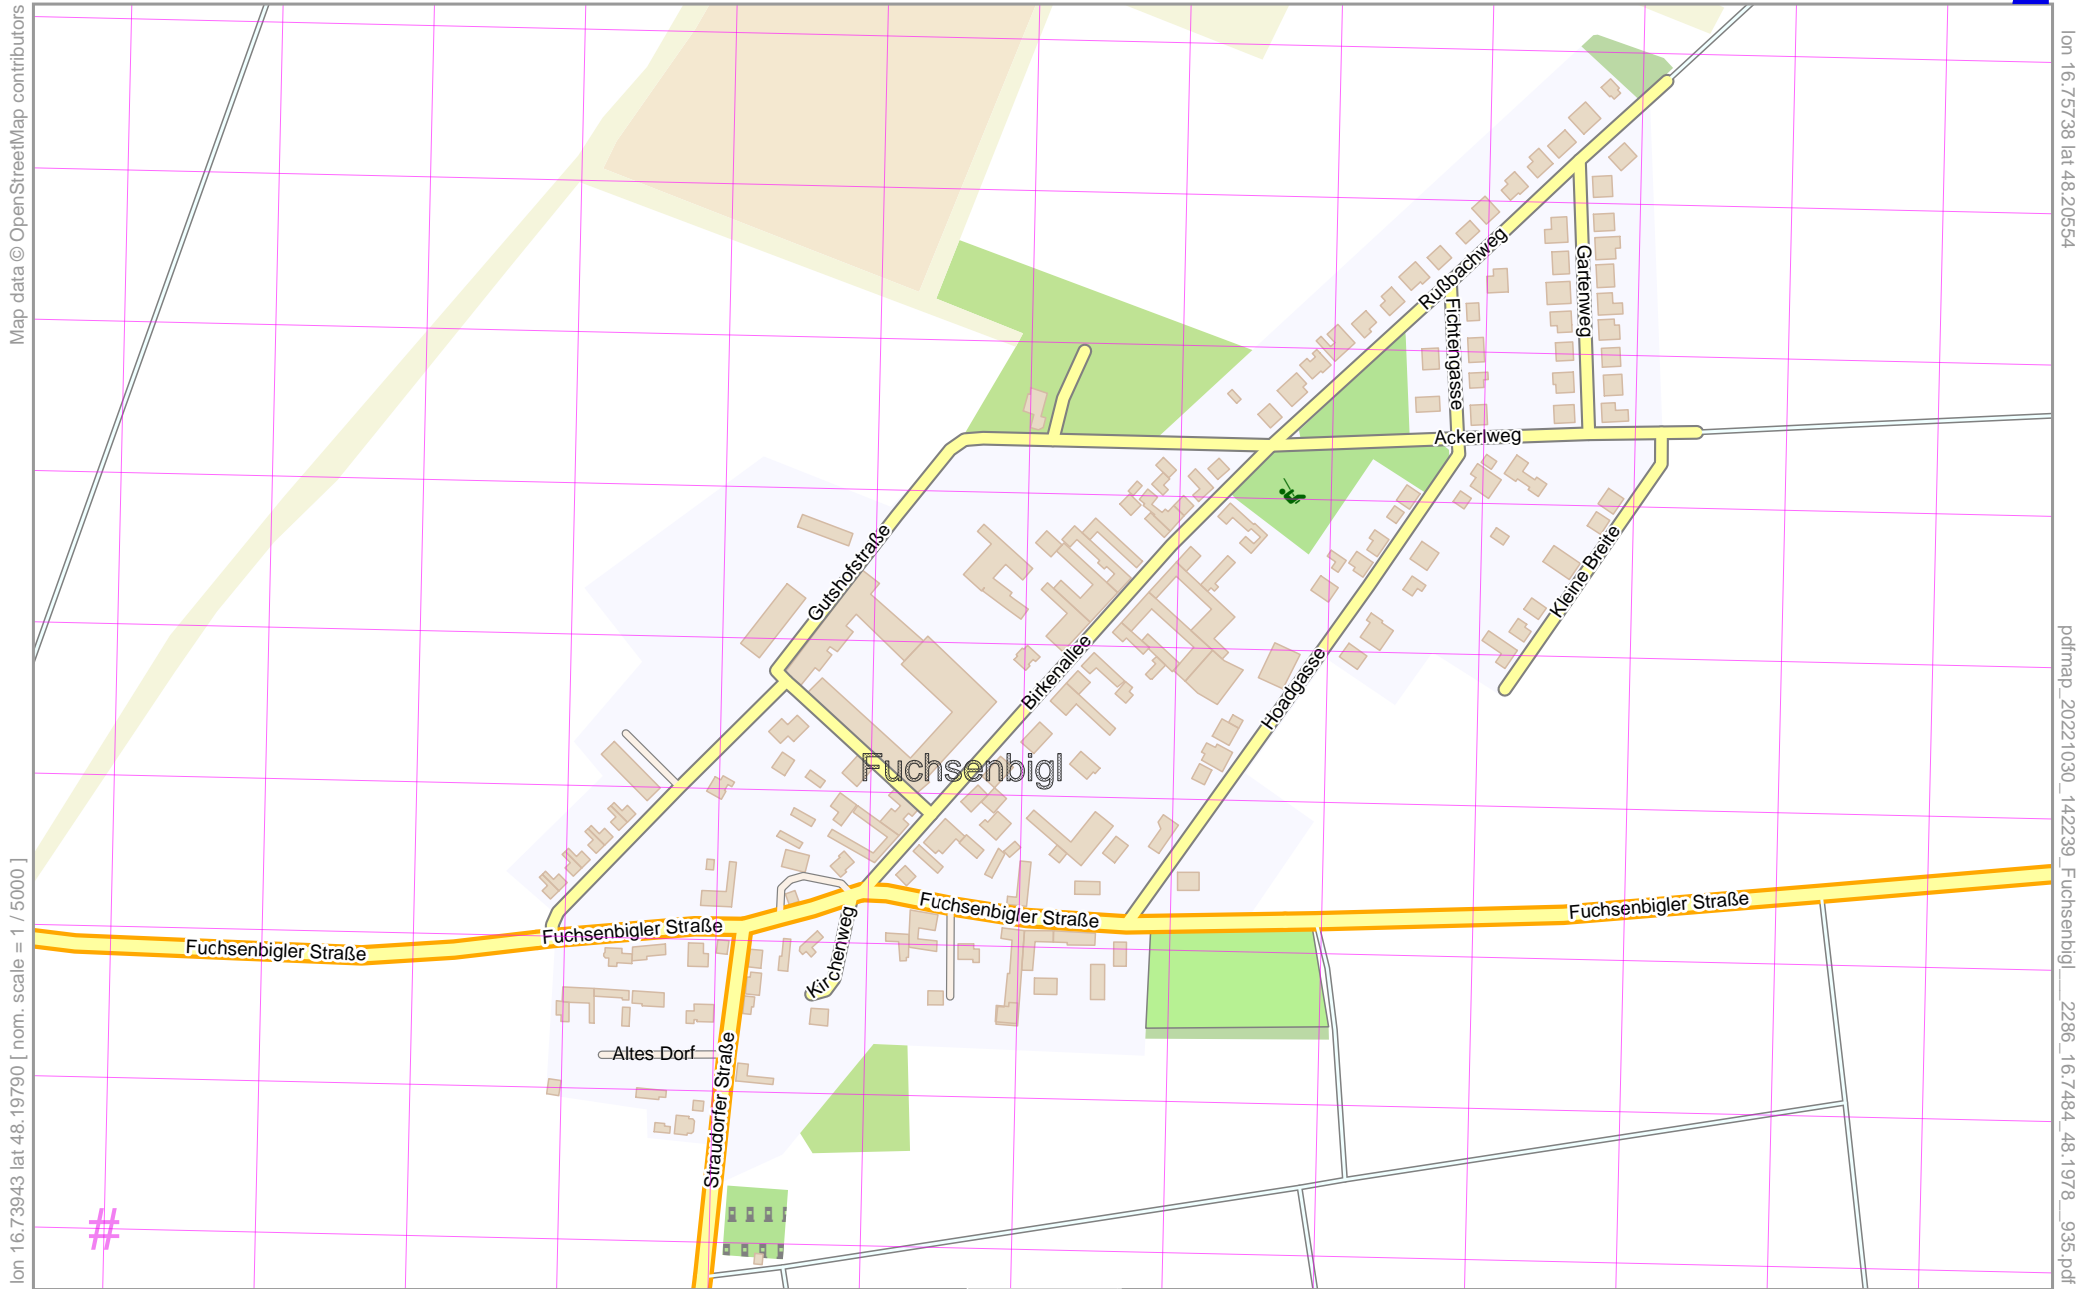 Map data © OpenStreetMap contributors
lon 16.73943 lat 48.19790 [ nom. scale = 1 / 5000 ]
lon 16.75738 lat 48.20554
pdfmap_20221030_142239_Fuchsenbigl___2286_16.7484_48.1978__935.pdf
Rußbachweg
Gartenweg
Fichtengasse
Ackerlweg
Gutshofstraße
Kleine Breite
Birkenallee
Hoadgasse
Fuchsenbigl
Fuchsenbigler Straße
Fuchsenbigler Straße
Fuchsenbigler Straße
Fuchsenbigler Straße
Kirchenweg
Altes Dorf
Straudorfer Straße
#